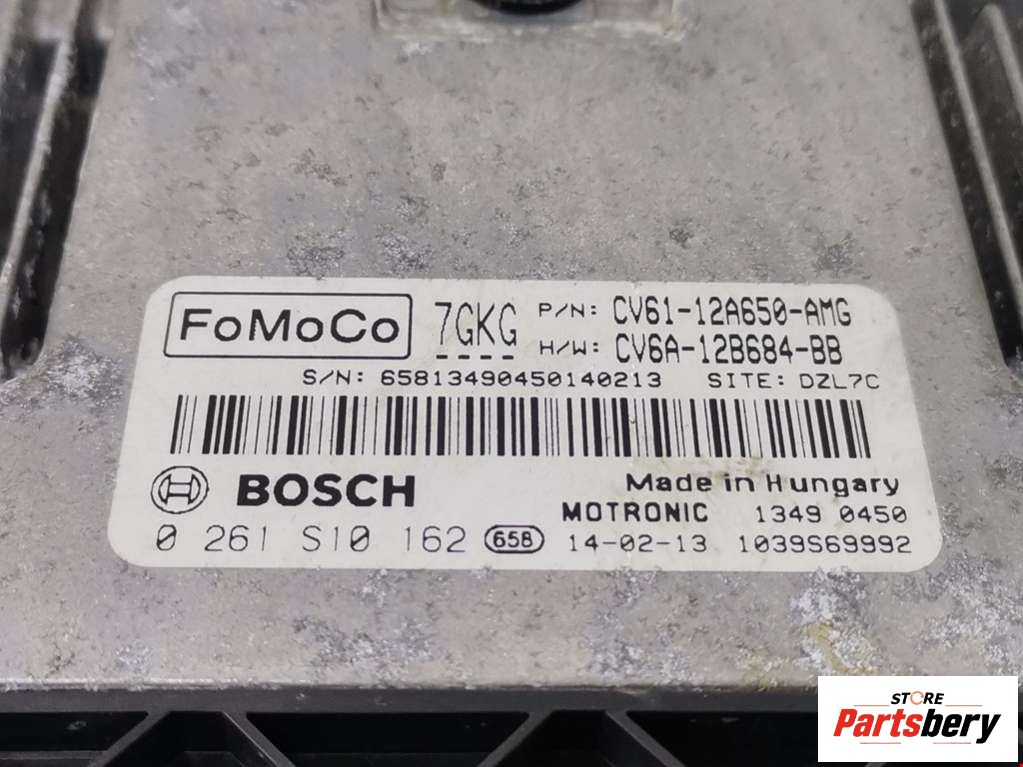 FoMoCo 7GKG P/N: CV61-12A650-AMG
H/W: CV6A-12B684-BB
S/N: 65813490450140213 SITE: DZL7C
BOSCH Made in Hungary
MOTRONIC 1349 0450
0 261 S10 162 658 14-02-13 1039S69992
STORE
Partsbery